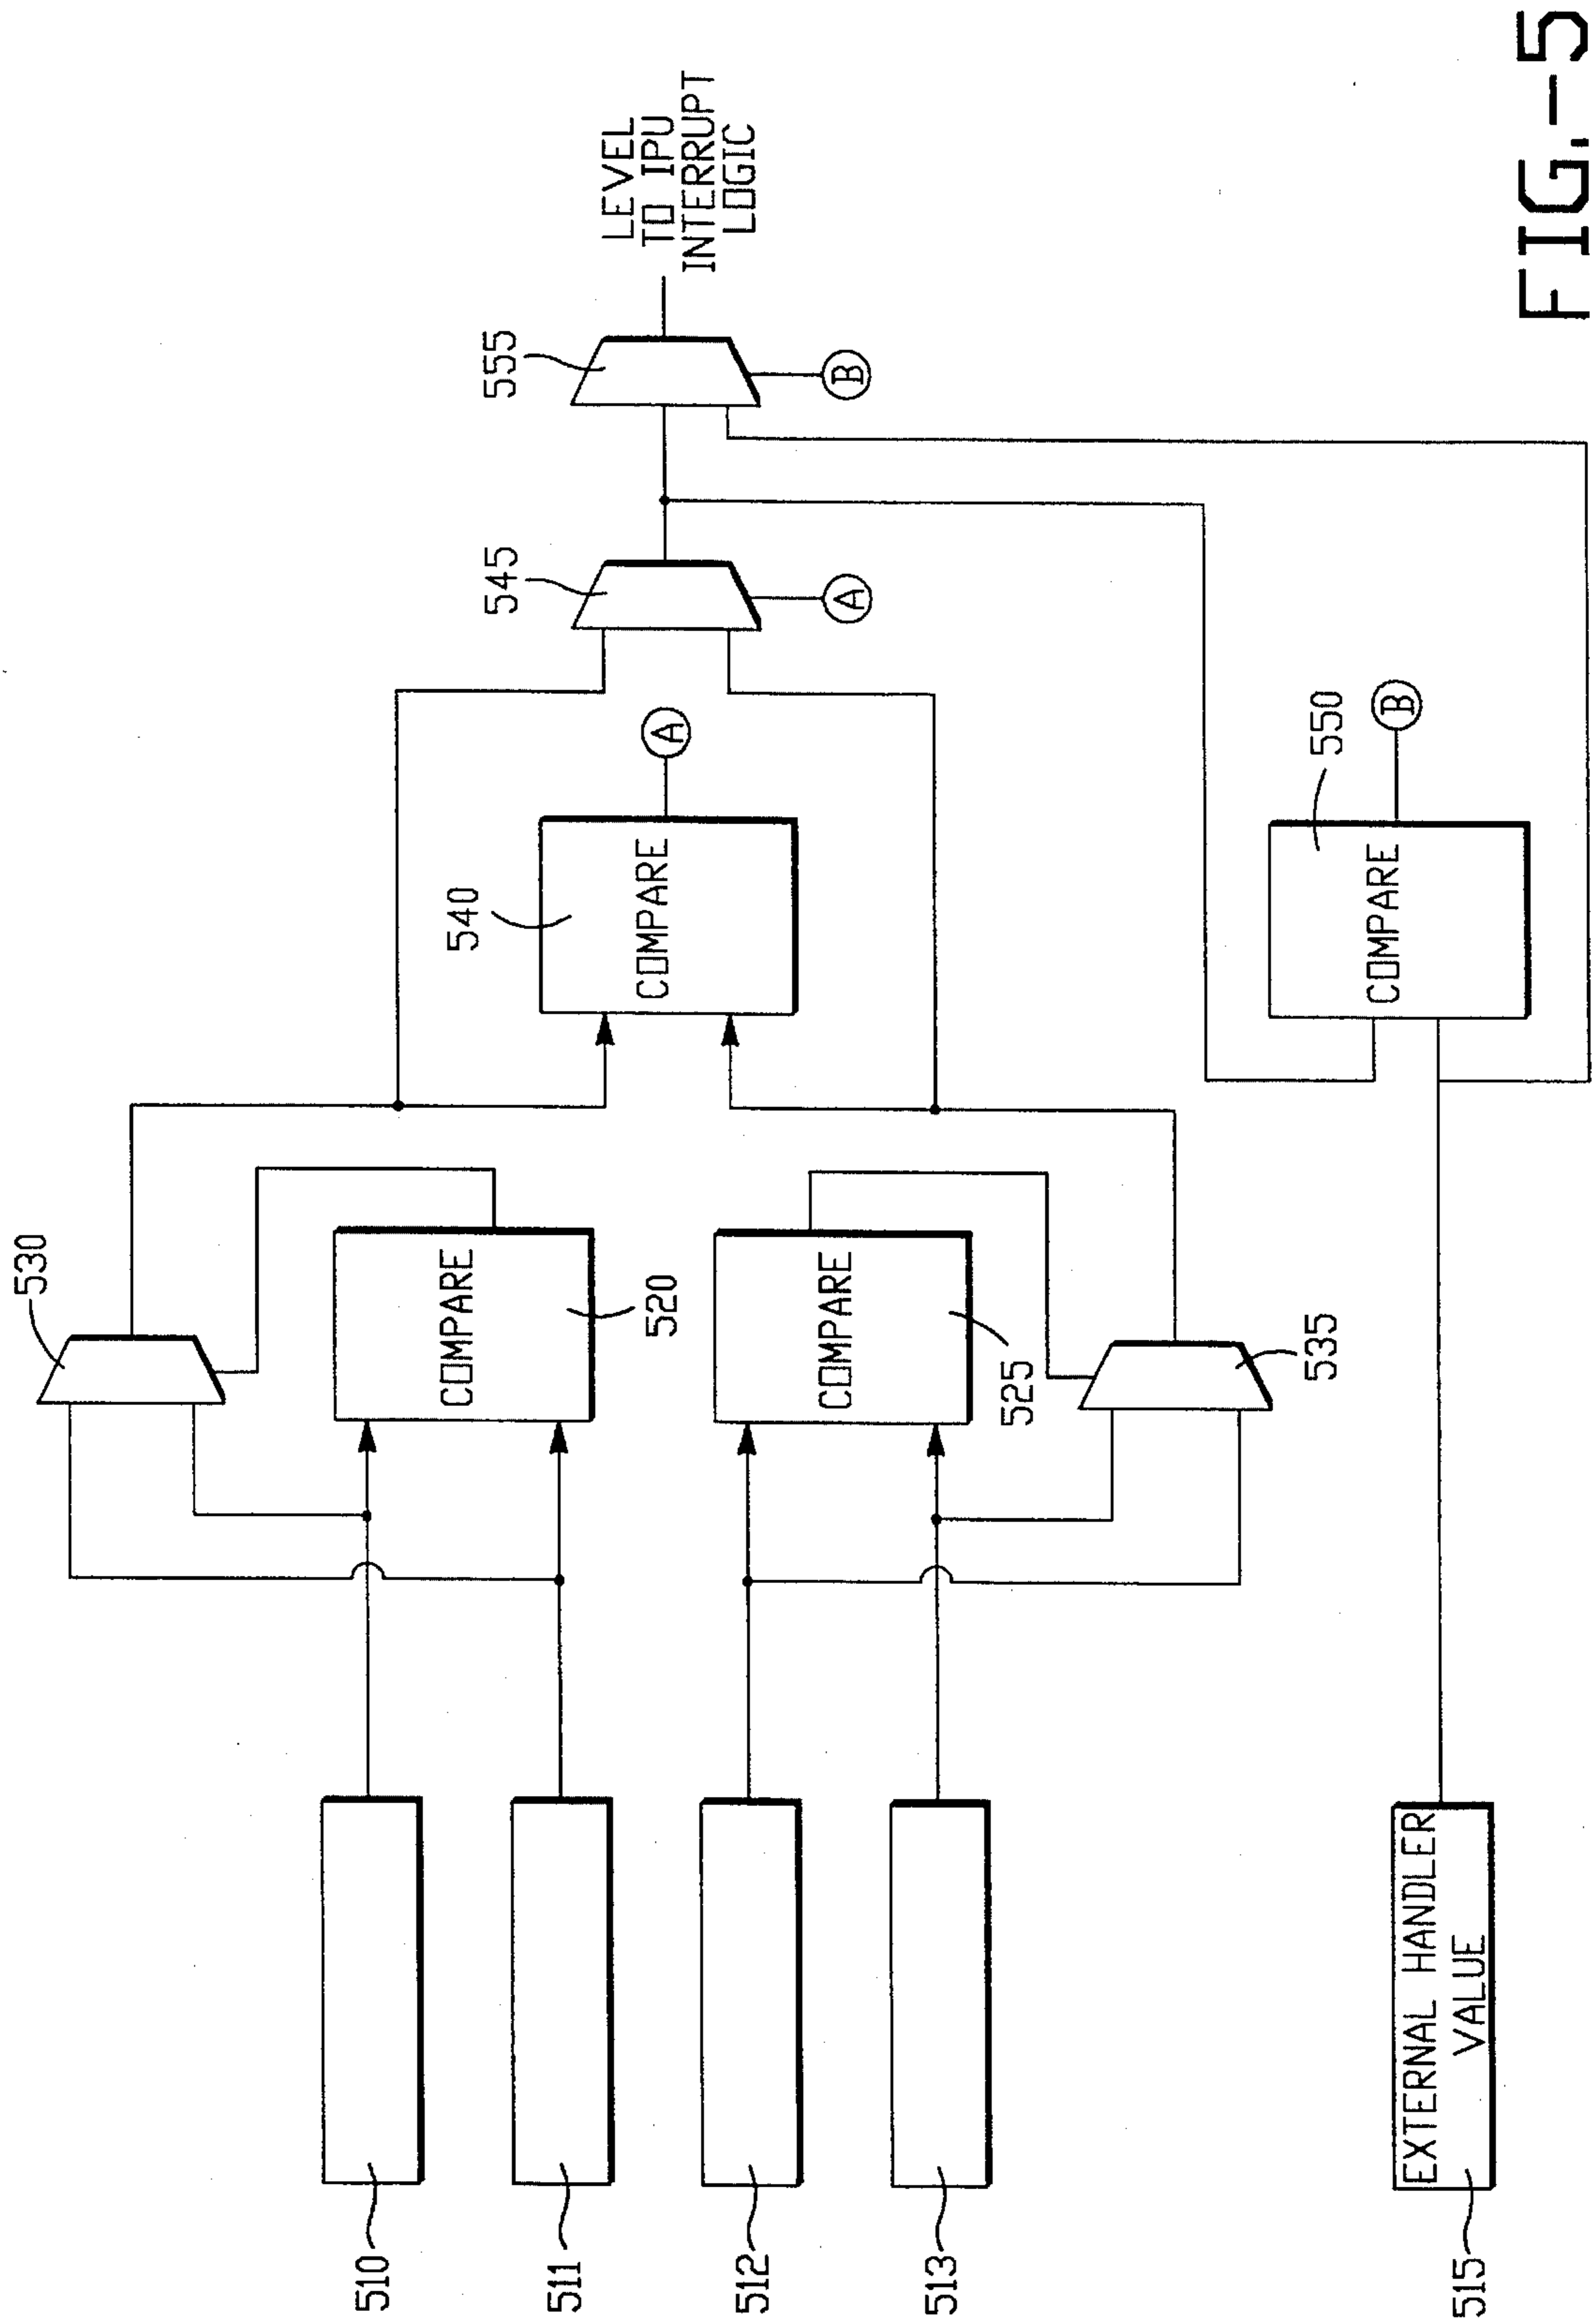 530
COMPARE
520
510
511
540
COMPARE
A
545
A
555
B
LEVEL
TO IPU
INTERRUPT
LOGIC
COMPARE
525
535
512
513
COMPARE
550
B
EXTERNAL HANDLER
VALUE
515
FIG.-5